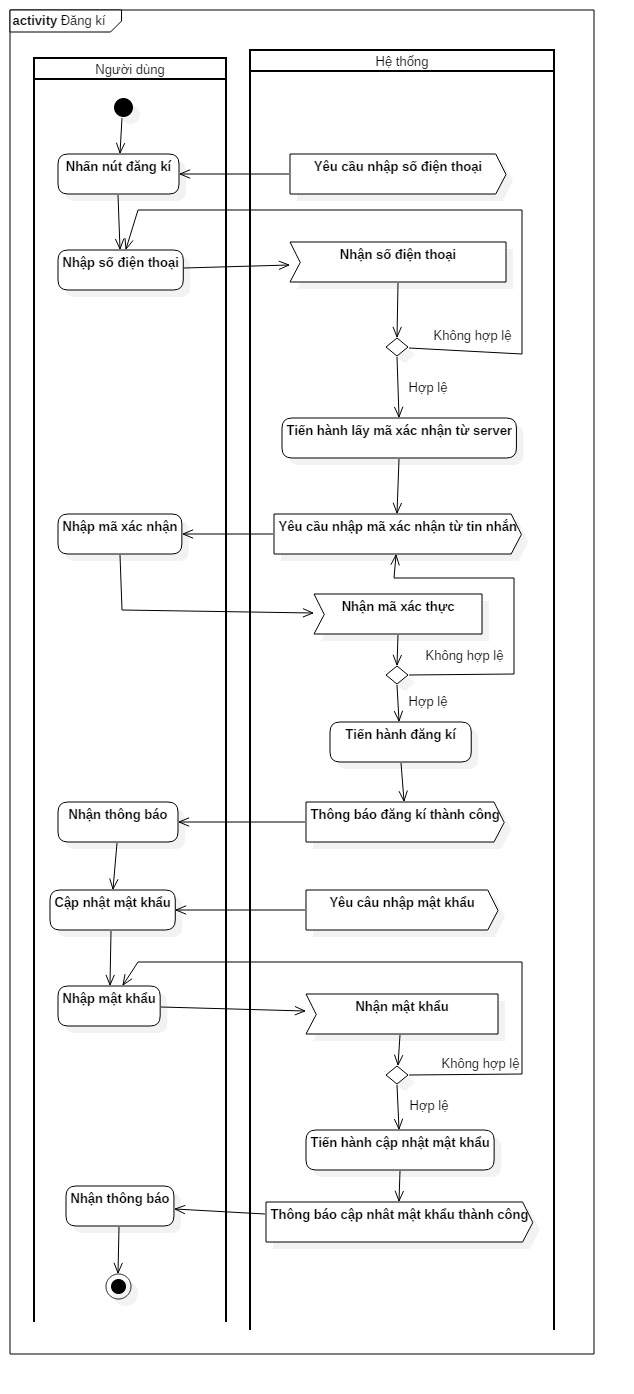 activity Đăng kí
Người dùng
Hệ thống
Nhấn nút đăng kí
Yêu cầu nhập số điện thoại
Nhập số điện thoại
Nhận số điện thoại
Không hợp lệ
Hợp lệ
Tiến hành lấy mã xác nhận từ server
Nhập mã xác nhận
Yêu cầu nhập mã xác nhận từ tin nhắn
Nhận mã xác thực
Không hợp lệ
Hợp lệ
Tiến hành đăng kí
Nhận thông báo
Thông báo đăng kí thành công
Cập nhật mật khẩu
Yêu câu nhập mật khẩu
Nhập mật khẩu
Nhận mật khẩu
Không hợp lệ
Hợp lệ
Tiến hành cập nhật mật khẩu
Nhận thông báo
Thông báo cập nhât mật khẩu thành công